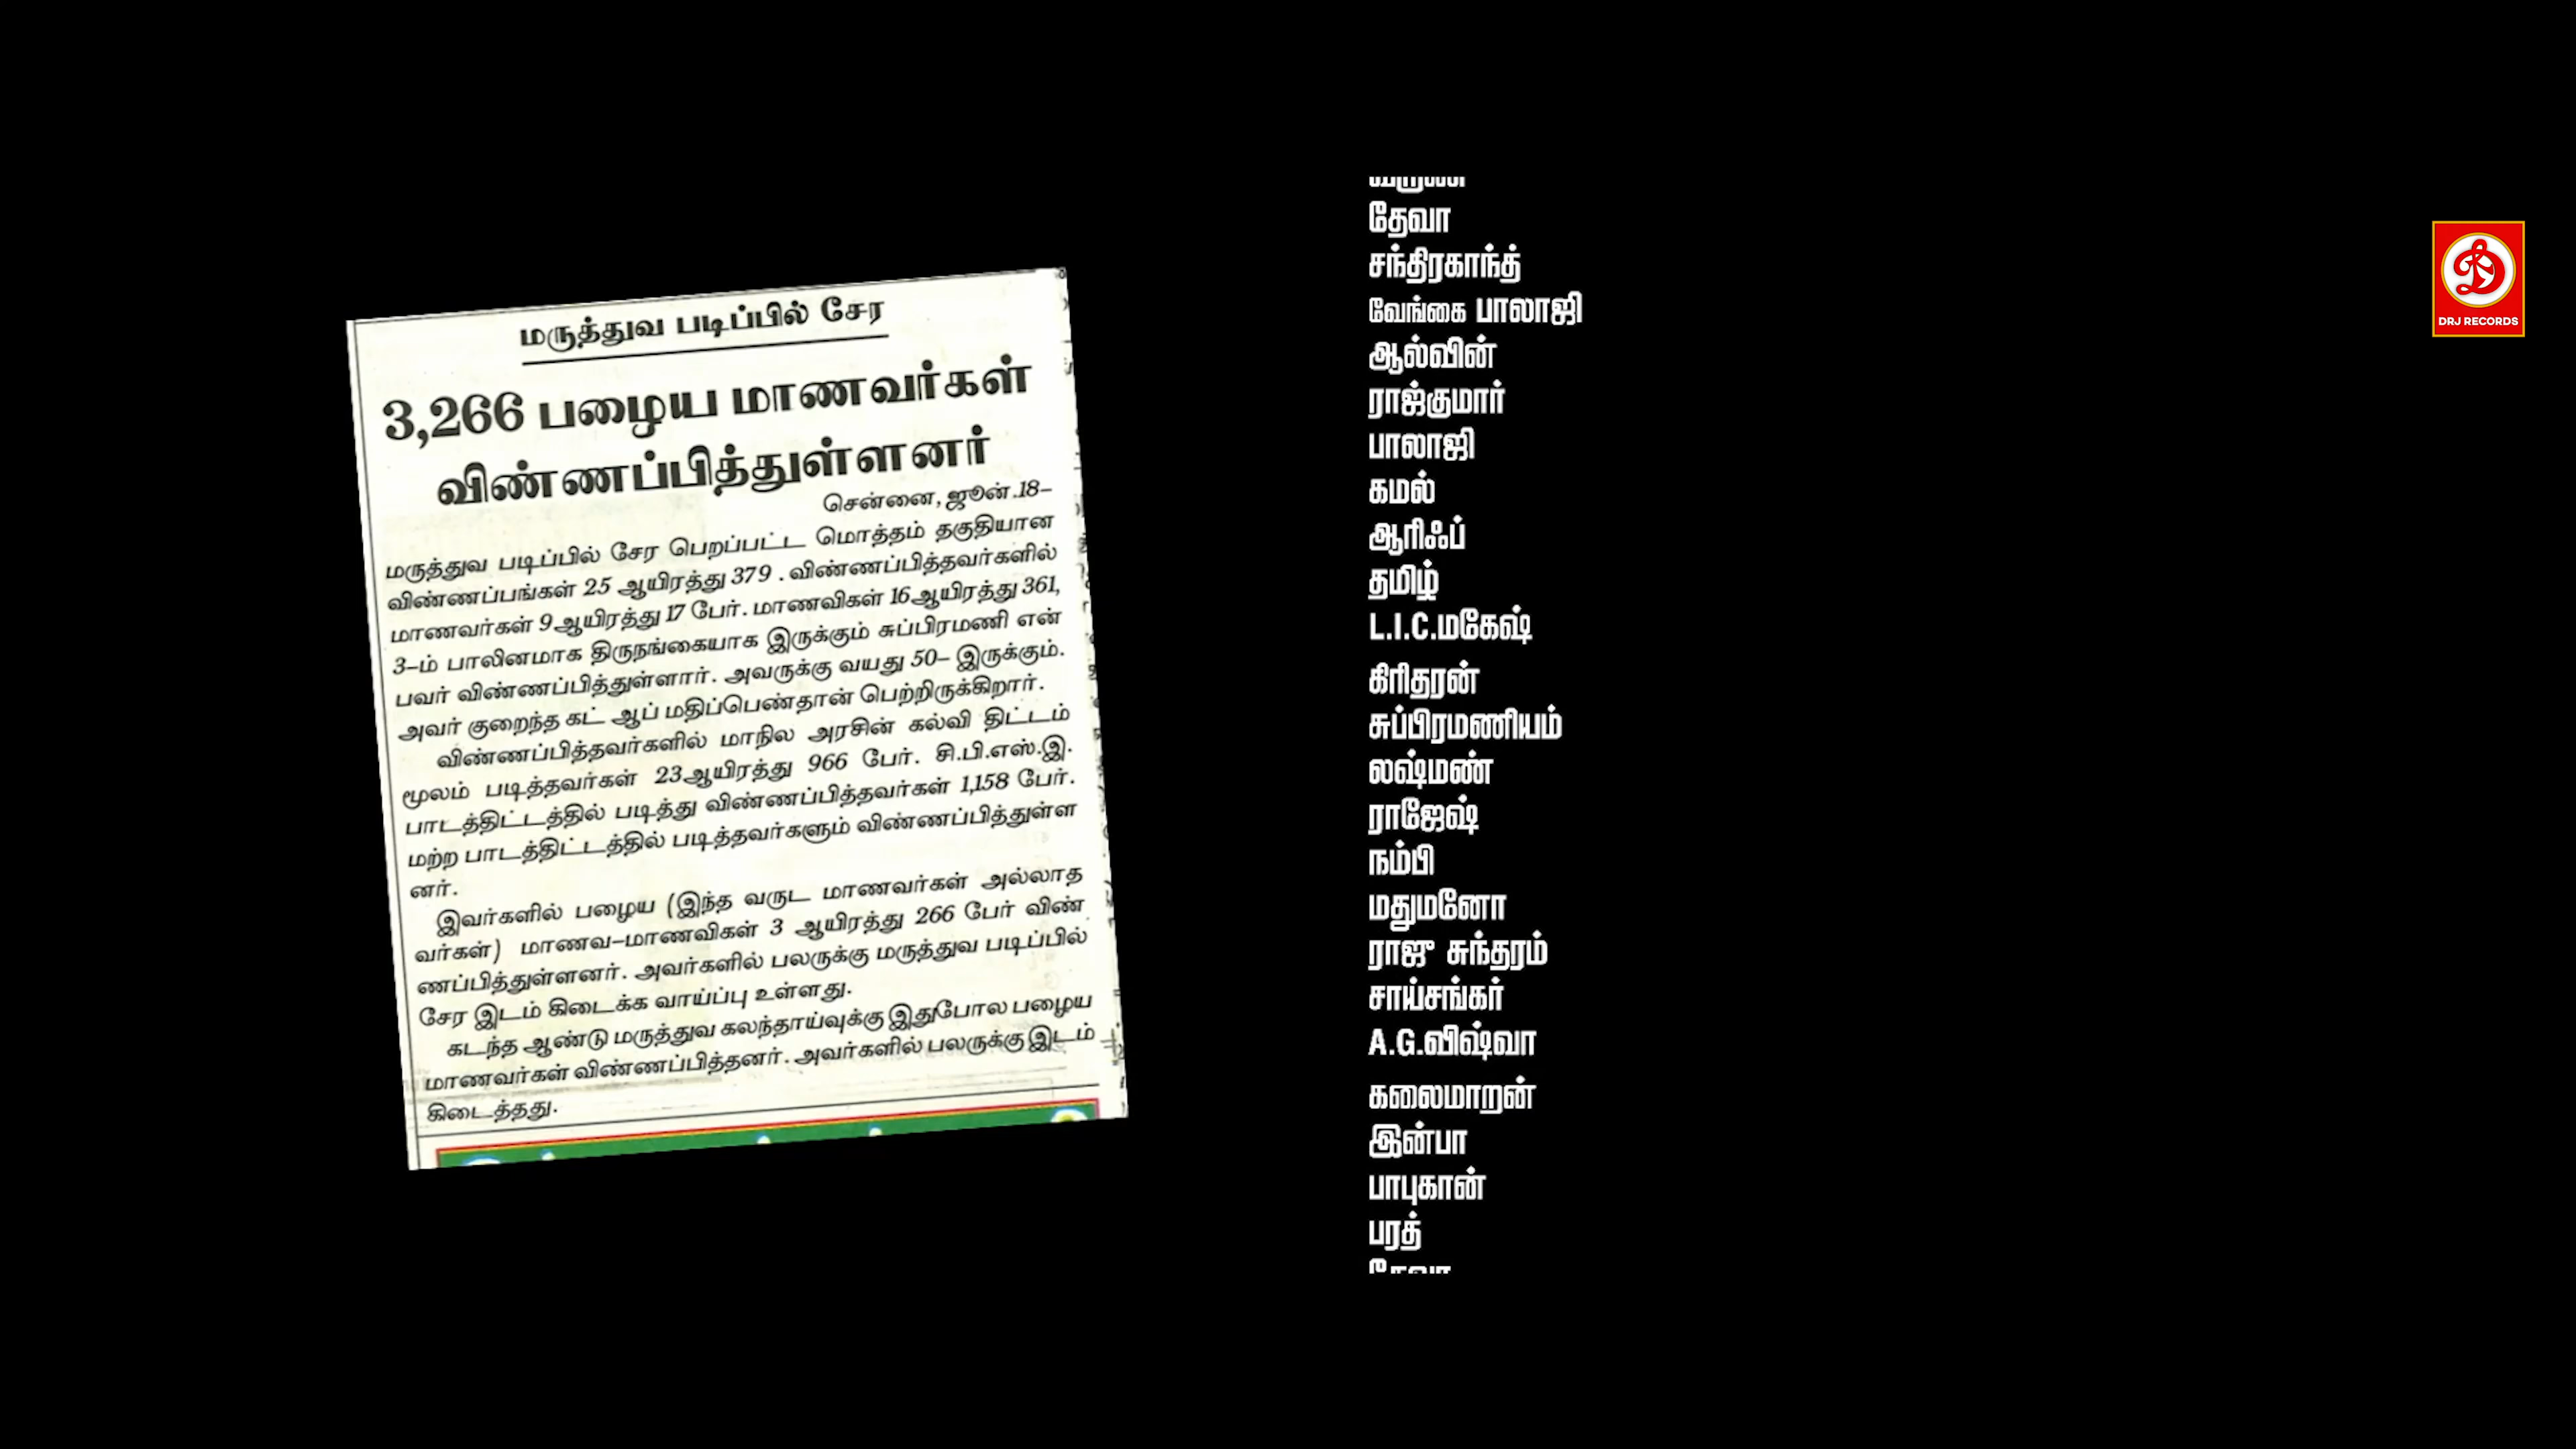 மருத்துவ படிப்பில் சேர
3,266 பழைய மாணவர்கள்
விண்ணப்பித்துள்ளனர்
சென்னை, ஜூன்.18–
மருத்துவ படிப்பில் சேர பெறப்பட்ட மொத்தம் தகுதியான
விண்ணப்பங்கள் 25 ஆயிரத்து 379 . விண்ணப்பித்தவர்களில்
மாணவர்கள் 9ஆயிரத்து 17 பேர். மாணவிகள் 16ஆயிரத்து 361,
3–ம் பாலினமாக திருநங்கையாக இருக்கும் சுப்பிரமணி என்
பவர் விண்ணப்பித்துள்ளார். அவருக்கு வயது 50– இருக்கும்.
அவர் குறைந்த கட் ஆப் மதிப்பெண்தான் பெற்றிருக்கிறார்.
விண்ணப்பித்தவர்களில் மாநில அரசின் கல்வி திட்டம்
மூலம் படித்தவர்கள் 23ஆயிரத்து 966 பேர். சி.பி.எஸ்.இ.
பாடத்திட்டத்தில் படித்து விண்ணப்பித்தவர்கள் 1,158 பேர்.
மற்ற பாடத்திட்டத்தில் படித்தவர்களும் விண்ணப்பித்துள்ள
னர்.
இவர்களில் பழைய (இந்த வருட மாணவர்கள் அல்லாத
வர்கள்) மாணவ–மாணவிகள் 3 ஆயிரத்து 266 பேர் விண்
ணப்பித்துள்ளனர். அவர்களில் பலருக்கு மருத்துவ படிப்பில்
சேர இடம் கிடைக்க வாய்ப்பு உள்ளது.
கடந்த ஆண்டு மருத்துவ கலந்தாய்வுக்கு இதுபோல பழைய
மாணவர்கள் விண்ணப்பித்தனர். அவர்களில் பலருக்கு இடம்
கிடைத்தது.
தேவா
சந்திரகாந்த்
வேங்கை பாலாஜி
ஆல்வின்
ராஜ்குமார்
பாலாஜி
கமல்
ஆரிஃப்
தமிழ்
L.I.C.மகேஷ்
கிரிதரன்
சுப்பிரமணியம்
லஷ்மண்
ராஜேஷ்
நம்பி
மதுமனோ
ராஜு சுந்தரம்
சாய்சங்கர்
A.G.விஷ்வா
கலைமாறன்
இன்பா
பாபுகான்
பரத்
DRJ RECORDS